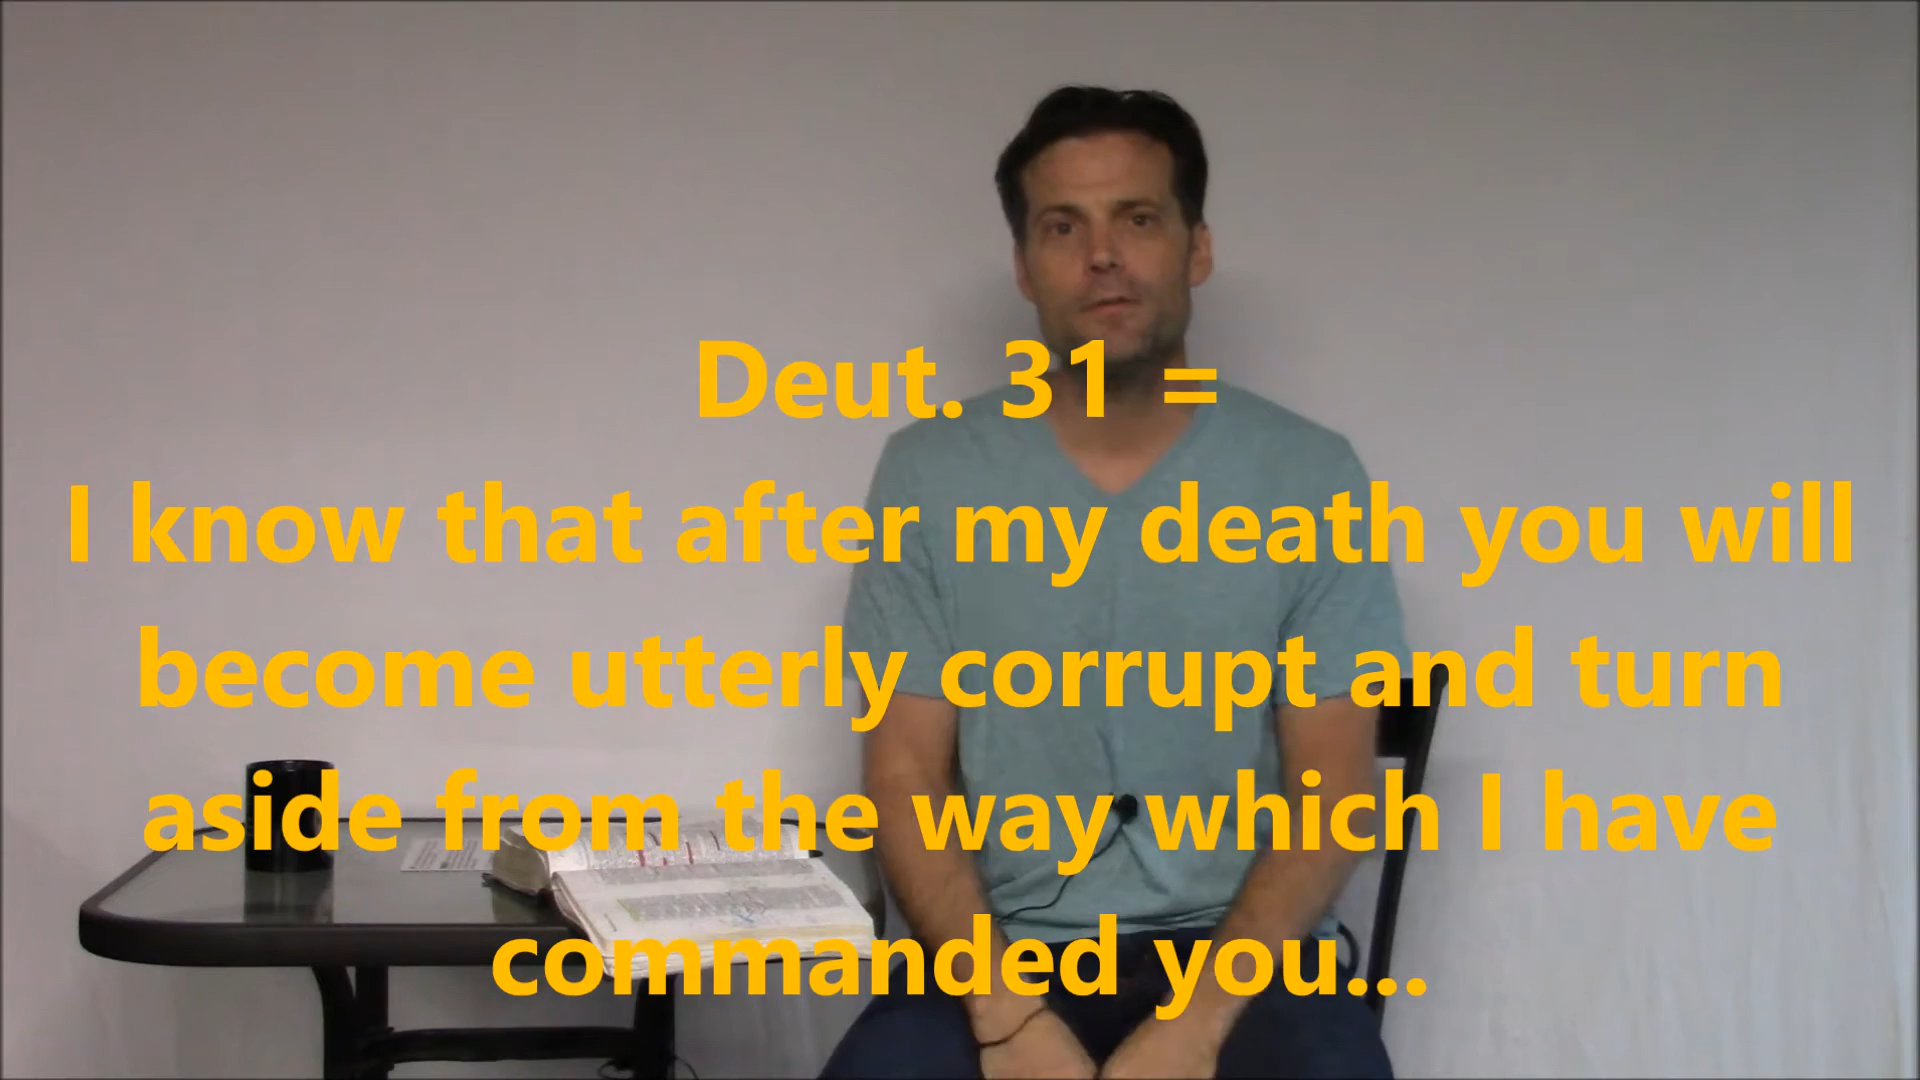 Deut. 31 =
I know that after my death you will
become utterly corrupt and turn
aside from the way which I have
commanded you...